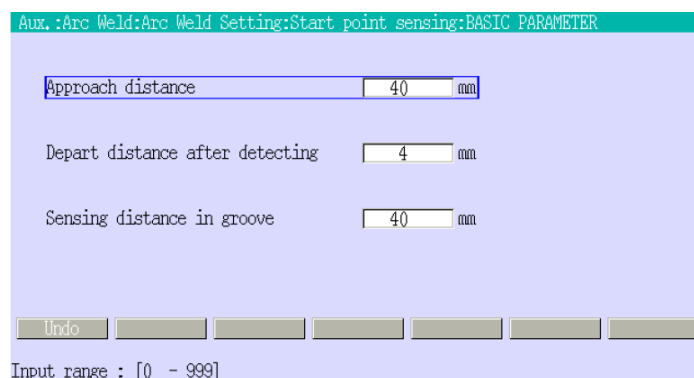 Aux.:Arc Weld:Arc Weld Setting:Start point sensing:BASIC PARAMETER
Approach distance 40 mm
Depart distance after detecting 4 mm
Sensing distance in groove 40 mm
Undo
Input range : [0 - 999]